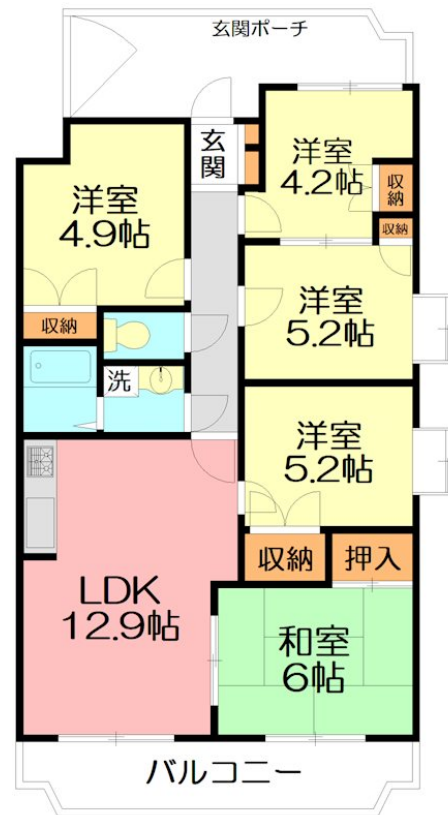 玄関ポーチ
玄
関
洋室
4.2帖
収
納
収納
洋室
4.9帖
収納
洋室
5.2帖
洗
洋室
5.2帖
収納
押入
LDK
12.9帖
和室
6帖
バルコニー